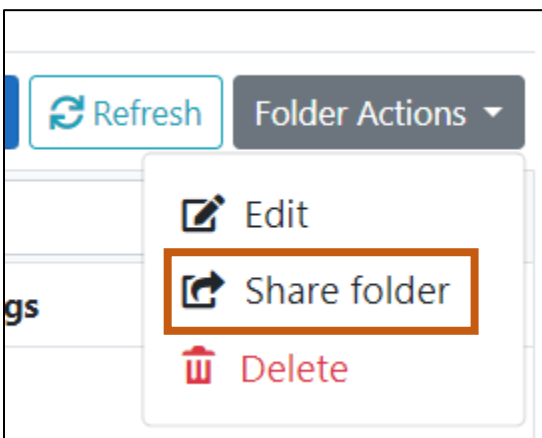 Refresh
Folder Actions
Edit
gs
Share folder
Delete